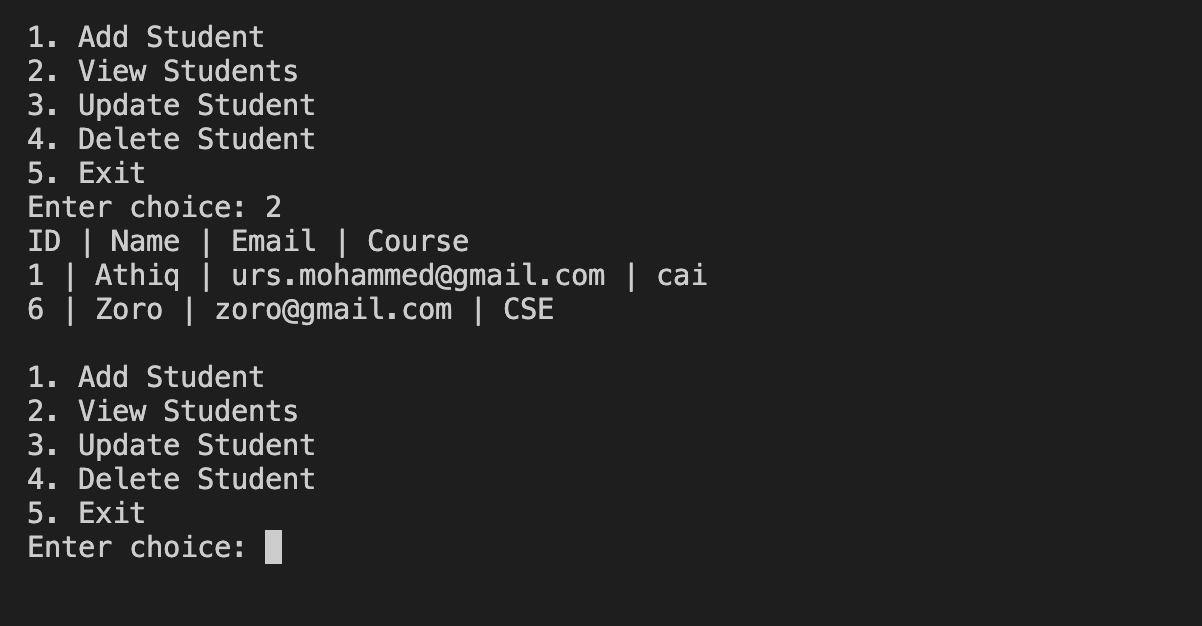 1. Add Student
2. View Students
3. Update Student
4. Delete Student
5. Exit
Enter choice: 2
ID | Name | Email | Course
1 | Athiq | urs.mohammed@gmail.com | cai
6 | Zoro | zoro@gmail.com | CSE
1. Add Student
2. View Students
3. Update Student
4. Delete Student
5. Exit
Enter choice: